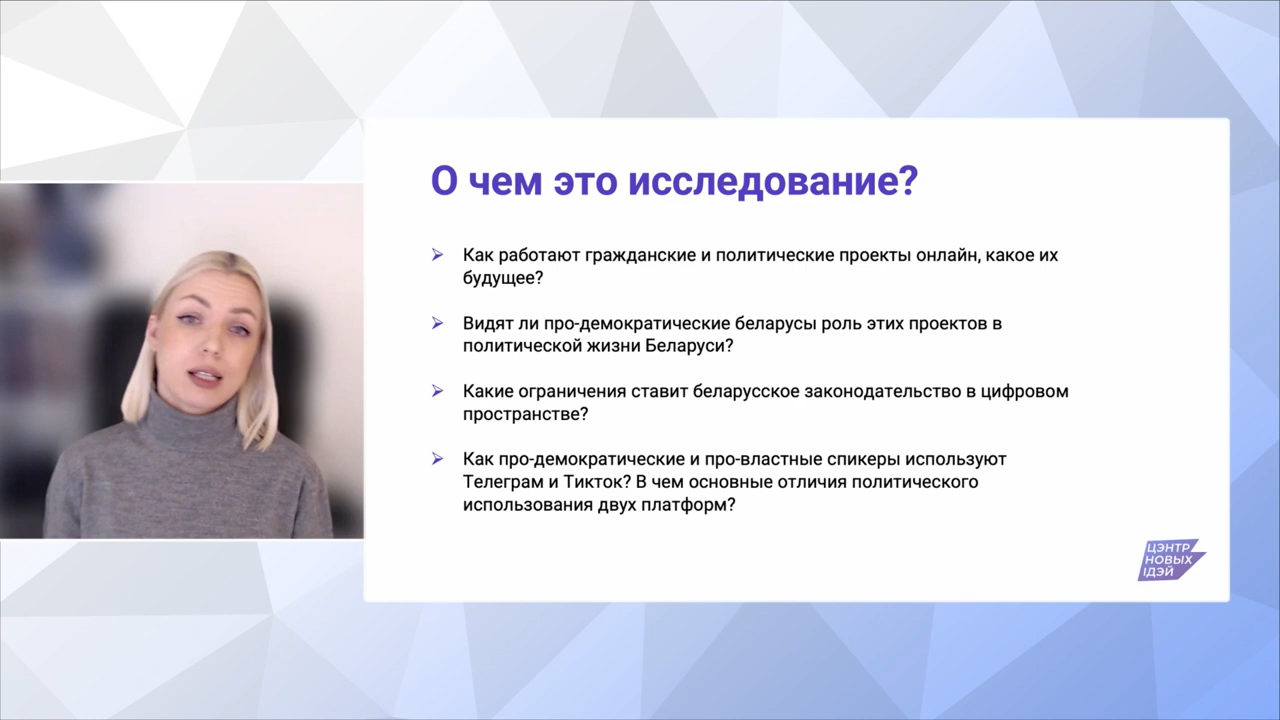 О чем это исследование?
Как работают гражданские и политические проекты онлайн, какое их
будущее?
Видят ли про-демократические беларусы роль этих проектов в
политической жизни Беларуси?
Какие ограничения ставит беларусское законодательство в цифровом
пространстве?
Как про-демократические и про-властные спикеры используют
Телеграм и Тикток? В чем основные отличия политического
использования двух платформ?
ЦЭНТР
НОВЫХ
ІДЭЙ